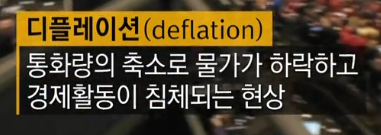 디플레이션(deflation)
통화량의 축소로 물가가 하락하고
경제활동이 침체되는 현상